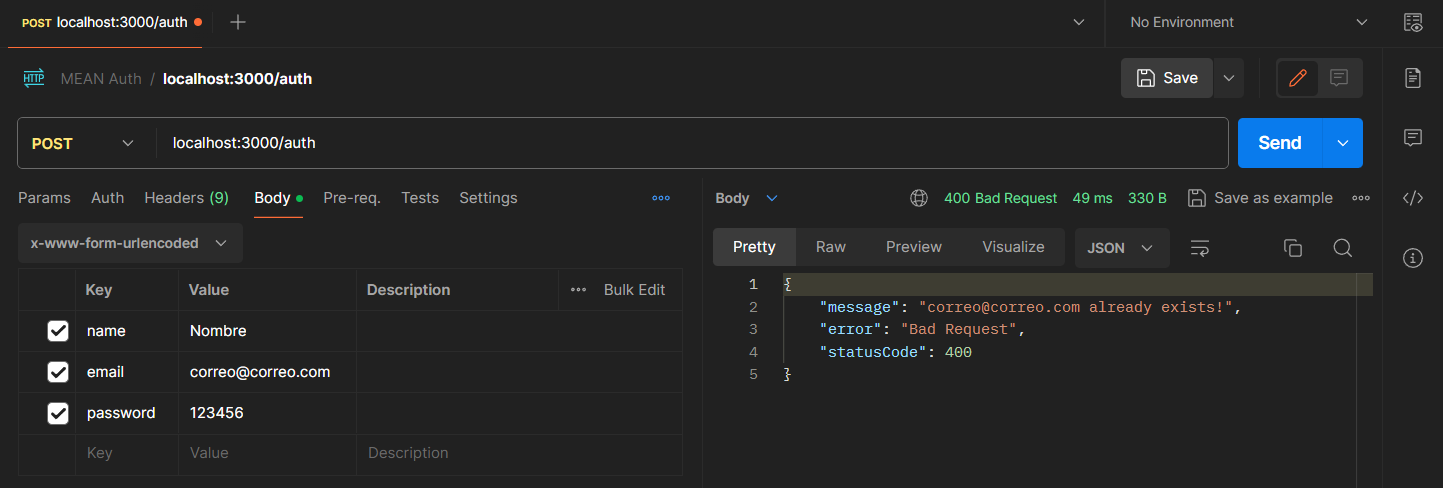 POST localhost:3000/auth
No Environment
HTTP MEAN Auth / localhost:3000/auth
Save
POST localhost:3000/auth
Send
Params Auth Headers (9) Body Pre-req. Tests Settings
Body 400 Bad Request 49 ms 330 B Save as example
x-www-form-urlencoded
Pretty Raw Preview Visualize JSON
Key Value Description Bulk Edit
name Nombre
email correo@correo.com
password 123456
Key Value Description
1 {
2 "message": "correo@correo.com already exists!",
3 "error": "Bad Request",
4 "statusCode": 400
5 }